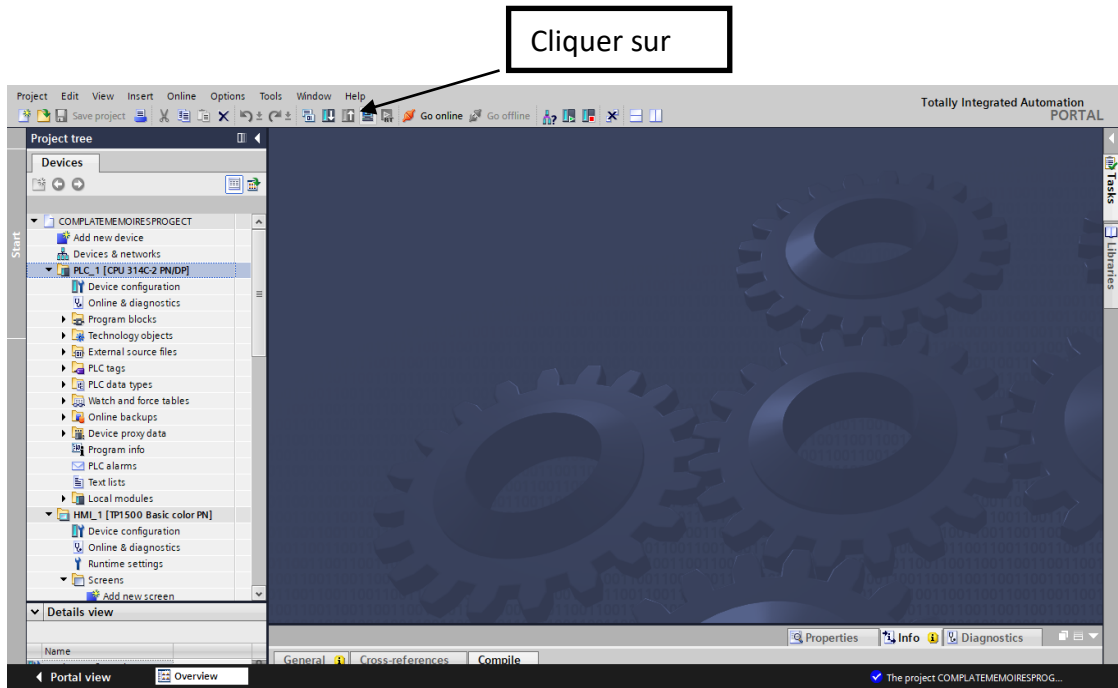 Cliquer sur
Project Edit View Insert Online Options Tools Window Help
Totally Integrated Automation
PORTAL
Save project Go online Go offline
Project tree
Devices
Start
COMPLATEMEMOIRESPROGECT
Add new device
Devices & networks
PLC_1 [CPU 314C-2 PN/DP]
Device configuration
Online & diagnostics
Program blocks
Technology objects
External source files
PLC tags
PLC data types
Watch and force tables
Online backups
Device proxy data
Program info
PLC alarms
Text lists
Local modules
HMI_1 [TP1500 Basic color PN]
Device configuration
Online & diagnostics
Runtime settings
Screens
Add new screen
Details view
Name
Tasks
Libraries
Properties Info Diagnostics
General Cross-references Compile
Portal view Overview
The project COMPLATEMEMOIRESPROG...